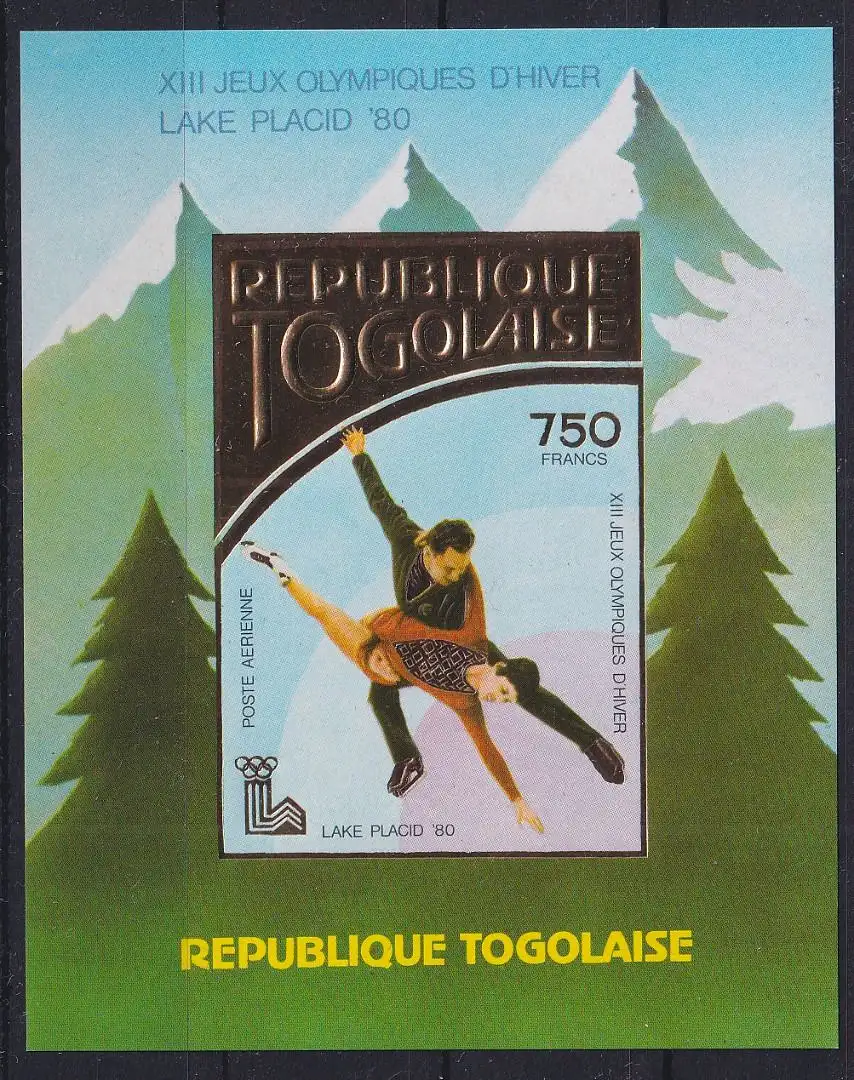 XIII JEUX OLYMPIQUES D'HIVER
LAKE PLACID '80
REPUBLIQUE
TOGOLAISE
750
FRANCS
XIII JEUX OLYMPIQUES D'HIVER
POSTE AERIENNE
LAKE PLACID '80
REPUBLIQUE TOGOLAISE